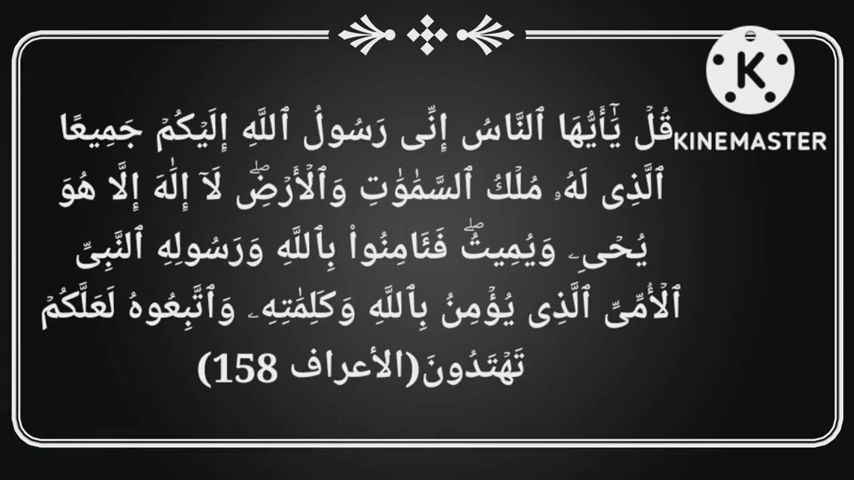 قُلۡ يَٰٓأَيُّهَا ٱلنَّاسُ إِنِّى رَسُولُ ٱللَّهِ إِلَيۡكُمۡ جَمِيعًا
ٱلَّذِى لَهُۥ مُلۡكُ ٱلسَّمَٰوَٰتِ وَٱلۡأَرۡضِۖ لَآ إِلَٰهَ إِلَّا هُوَ
يُحۡىِۦ وَيُمِيتُۖ فَـَٔامِنُواْ بِٱللَّهِ وَرَسُولِهِ ٱلنَّبِىِّ
ٱلۡأُمِّىِّ ٱلَّذِى يُؤۡمِنُ بِٱللَّهِ وَكَلِمَٰتِهِۦ وَٱتَّبِعُوهُ لَعَلَّكُمۡ
تَهۡتَدُونَ(الأعراف 158)
K
KINEMASTER